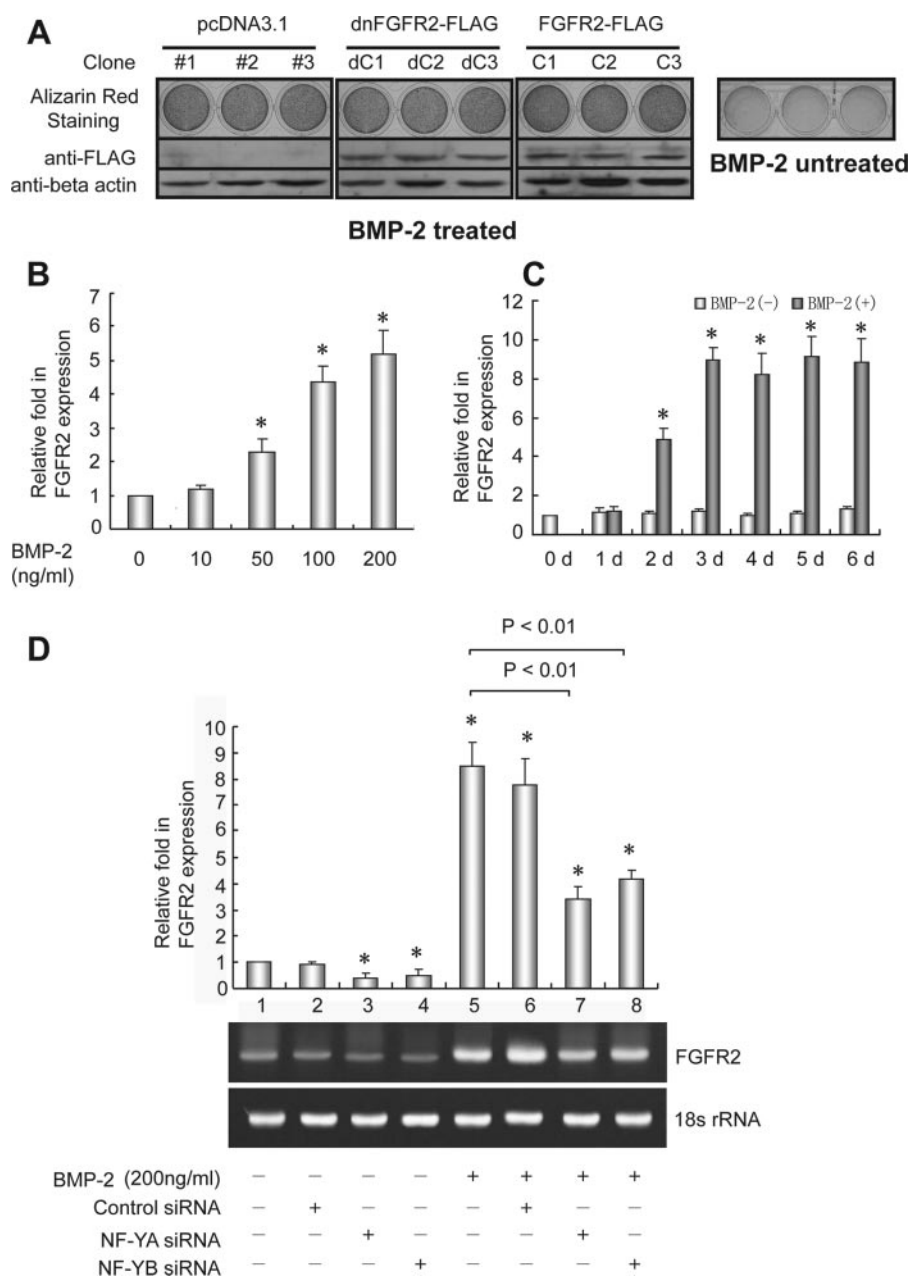 A
pcDNA3.1 dnFGFR2-FLAG FGFR2-FLAG
Clone #1 #2 #3 dC1 dC2 dC3 C1 C2 C3
Alizarin Red
Staining
anti-FLAG
anti-beta actin
BMP-2 untreated
BMP-2 treated
B
Relative fold in
FGFR2 expression
7
6
5
4
3
2
1
0
* * *
BMP-2
(ng/ml)
0 10 50 100 200
C
Relative fold in
FGFR2 expression
12
10
8
6
4
2
0
BMP-2(-) BMP-2(+)
* * * * *
0 d 1 d 2 d 3 d 4 d 5 d 6 d
D
P < 0.01
P < 0.01
Relative fold in
FGFR2 expression
10
9
8
7
6
5
4
3
2
1
0
* * * * * *
1 2 3 4 5 6 7 8
FGFR2
18s rRNA
BMP-2 (200ng/ml) – – – – + + + +
Control siRNA – + – – – + – –
NF-YA siRNA – – + – – – + –
NF-YB siRNA – – – + – – – +